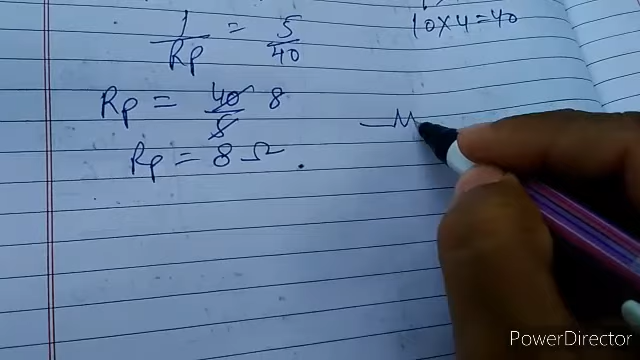 1/Rp = 5/40
10×4=40
Rp = 40/5 8
Rp = 8 Ω .
PowerDirector